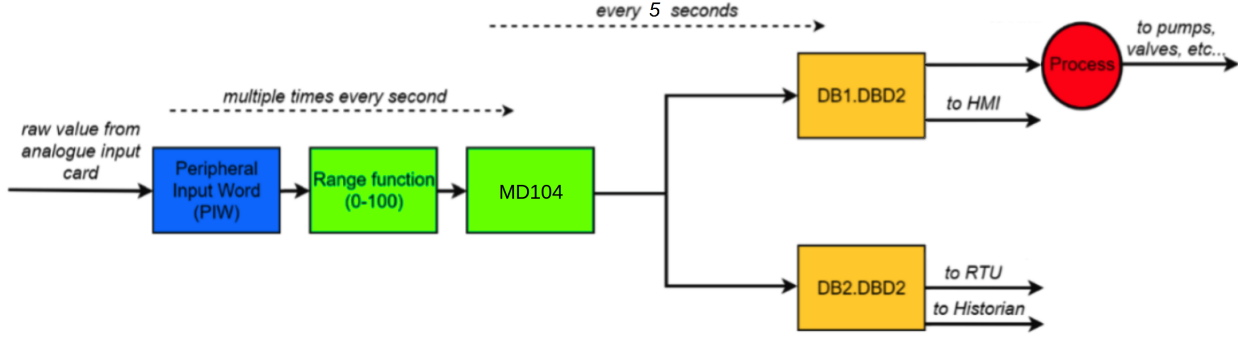 every 5 seconds
to pumps,
valves, etc...
Process
DB1.DBD2
to HMI
multiple times every second
raw value from
analogue input
card
Peripheral
Input Word
(PIW)
Range function
(0-100)
MD104
DB2.DBD2
to RTU
to Historian